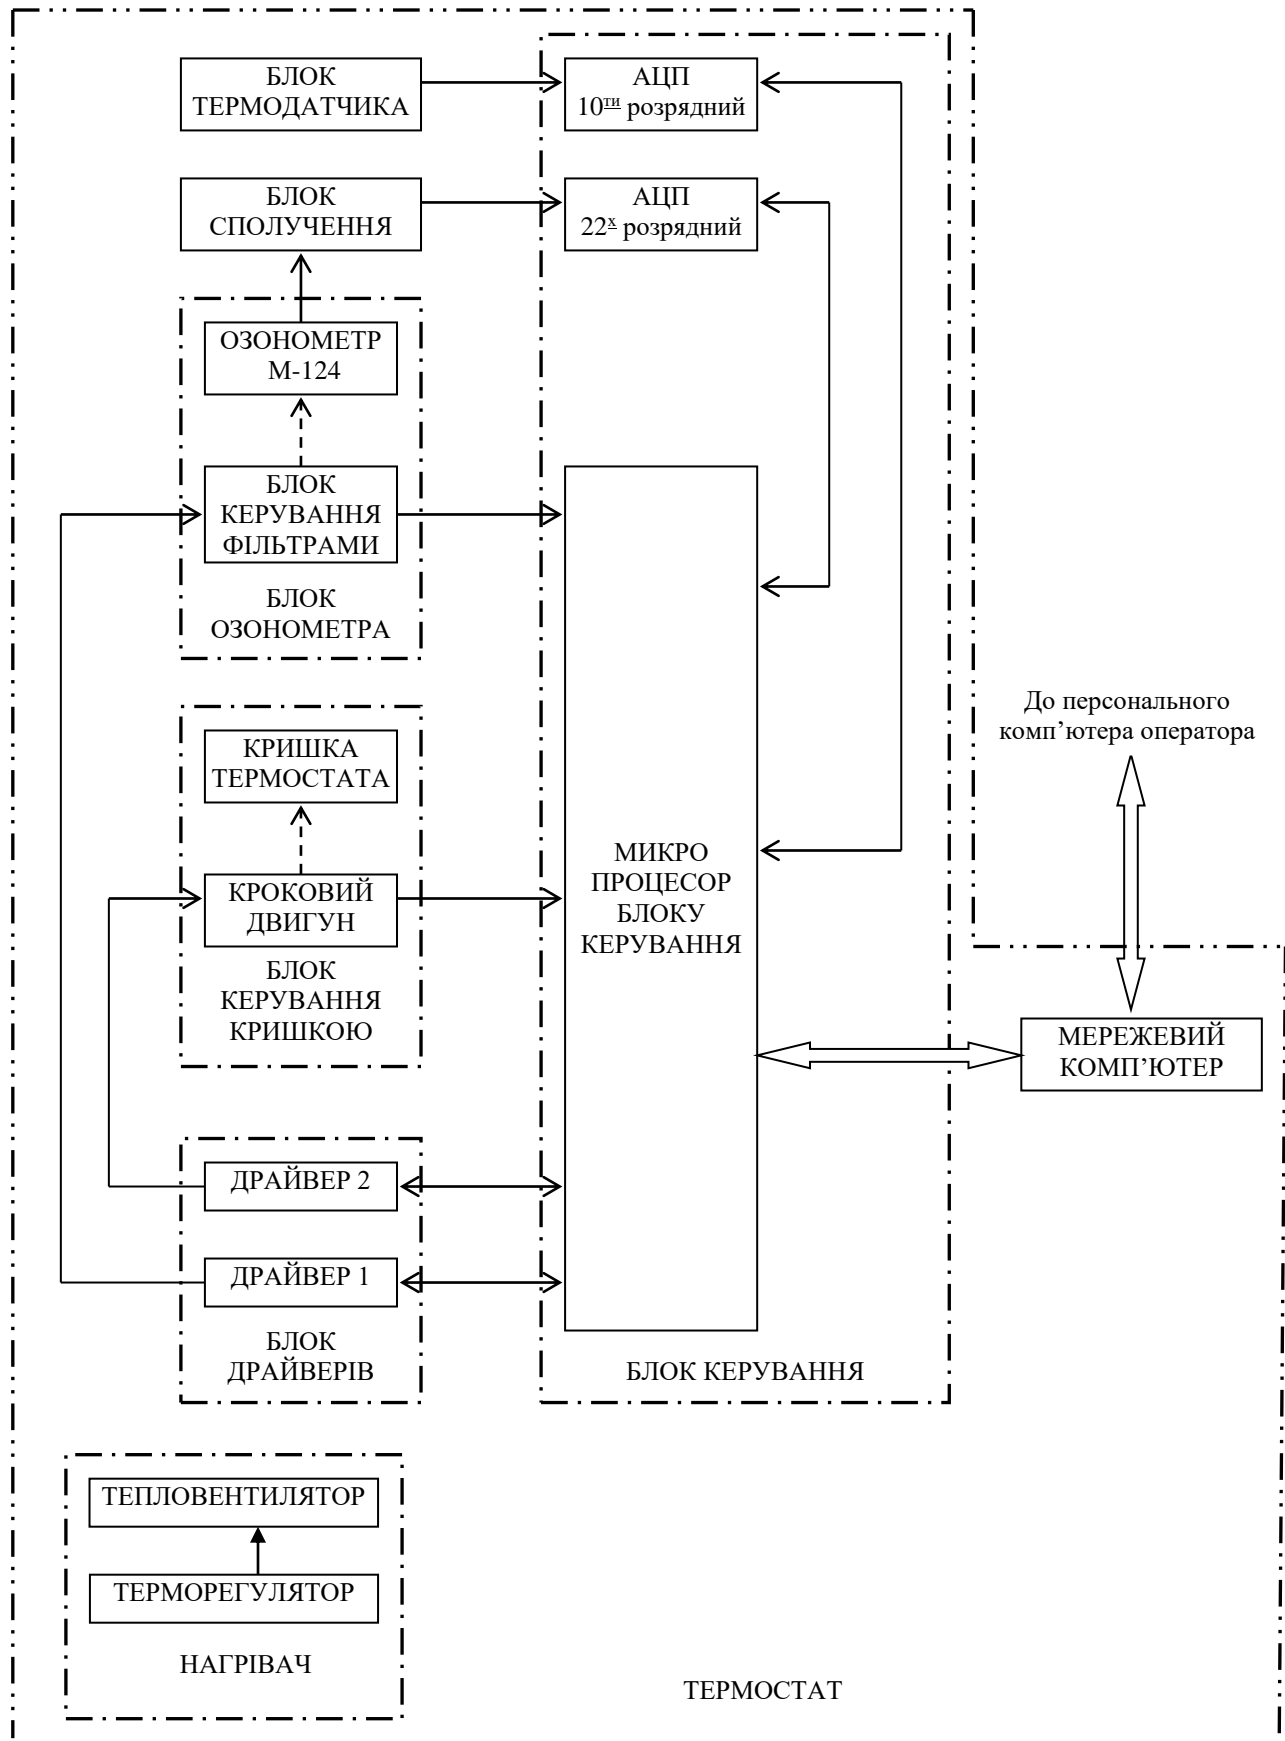 БЛОК
ТЕРМОДАТЧИКА
АЦП
10ти розрядний
БЛОК
СПОЛУЧЕННЯ
АЦП
22х розрядний
ОЗОНОМЕТР
М-124
БЛОК
КЕРУВАННЯ
ФІЛЬТРАМИ
БЛОК
ОЗОНОМЕТРА
До персонального
комп’ютера оператора
КРИШКА
ТЕРМОСТАТА
МИКРО
ПРОЦЕСОР
БЛОКУ
КЕРУВАННЯ
КРОКОВИЙ
ДВИГУН
БЛОК
КЕРУВАННЯ
КРИШКОЮ
МЕРЕЖЕВИЙ
КОМП’ЮТЕР
ДРАЙВЕР 2
ДРАЙВЕР 1
БЛОК
ДРАЙВЕРІВ
БЛОК КЕРУВАННЯ
ТЕПЛОВЕНТИЛЯТОР
ТЕРМОРЕГУЛЯТОР
НАГРІВАЧ
ТЕРМОСТАТ